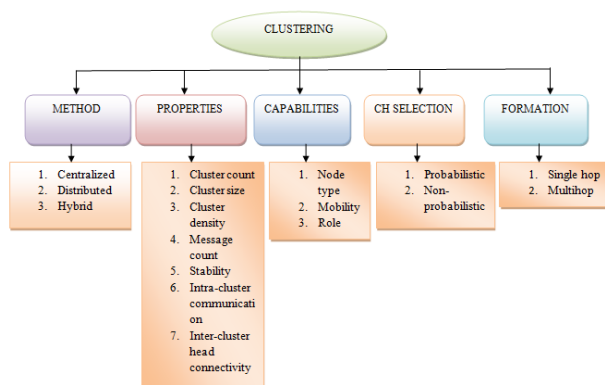 CLUSTERING
METHOD
PROPERTIES
CAPABILITIES
CH SELECTION
FORMATION
1. Centralized
2. Distributed
3. Hybrid
1. Cluster count
2. Cluster size
3. Cluster
density
4. Message
count
5. Stability
6. Intra-cluster
communicati
on
7. Inter-cluster
head
connectivity
1. Node
type
2. Mobility
3. Role
1. Probabilistic
2. Non-
probabilistic
1. Single hop
2. Multihop